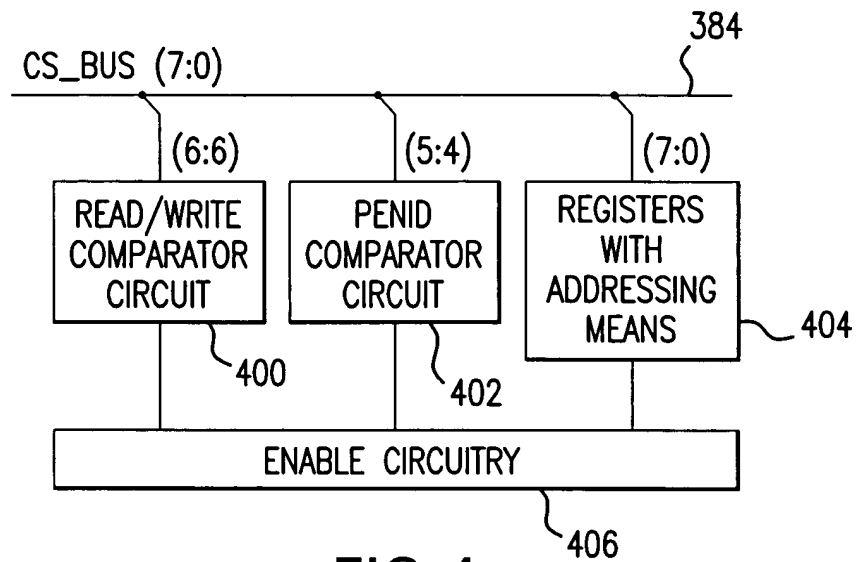 384
CS_BUS (7:0)
(6:6)
(5:4)
(7:0)
READ/WRITE
COMPARATOR
CIRCUIT
PENID
COMPARATOR
CIRCUIT
REGISTERS
WITH
ADDRESSING
MEANS
400
402
404
ENABLE CIRCUITRY
406